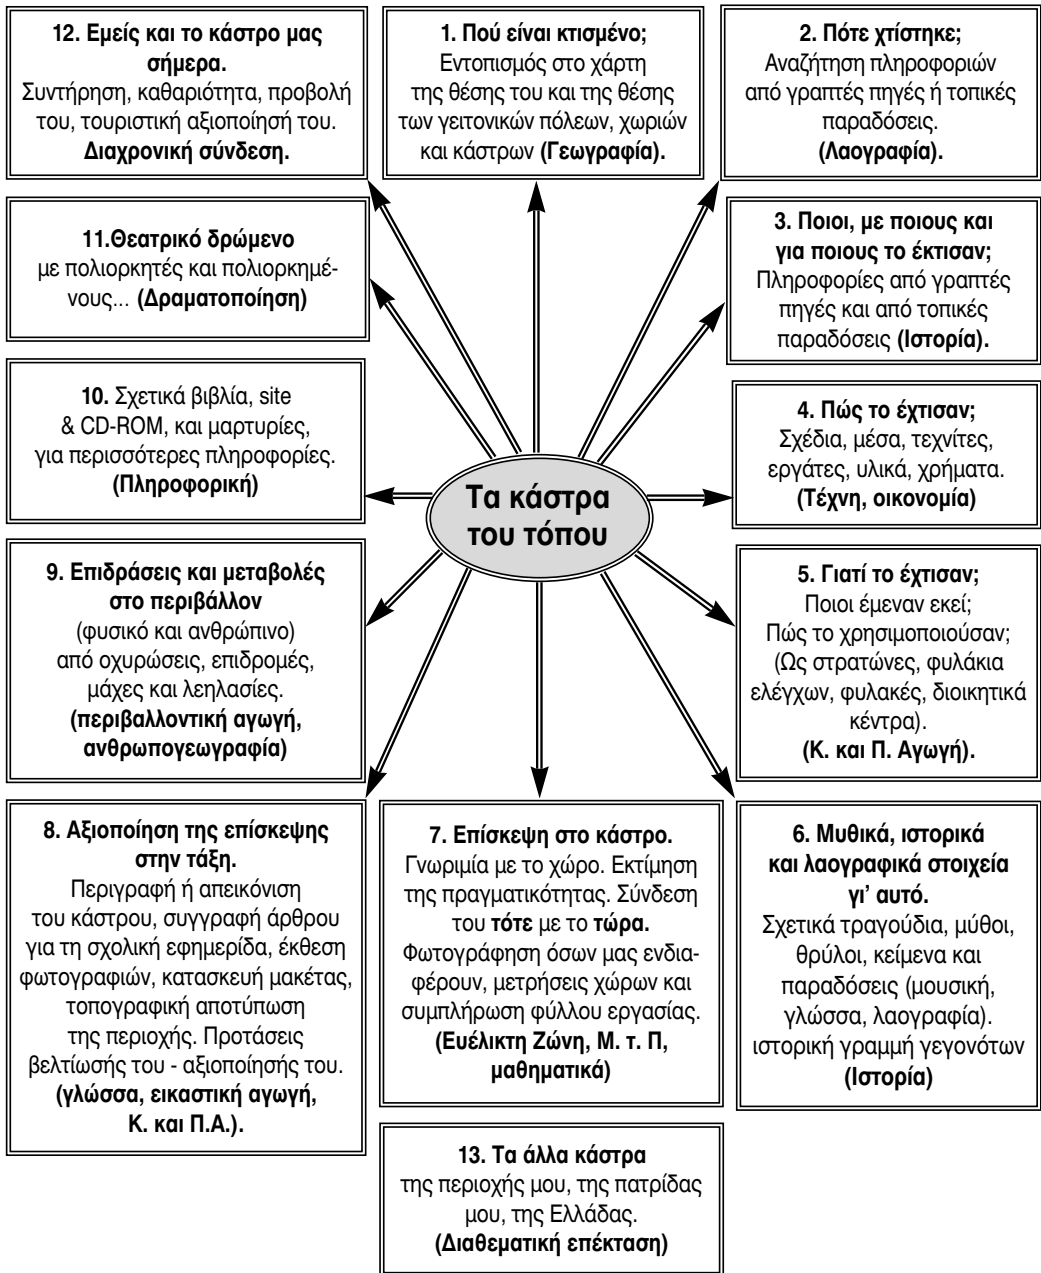 12. Εμείς και το κάστρο μας
σήμερα.
Συντήρηση, καθαριότητα, προβολή
του, τουριστική αξιοποίησή του.
Διαχρονική σύνδεση.
1. Πού είναι κτισμένο;
Εντοπισμός στο χάρτη
της θέσης του και της θέσης
των γειτονικών πόλεων, χωριών
και κάστρων (Γεωγραφία).
2. Πότε χτίστηκε;
Αναζήτηση πληροφοριών
από γραπτές πηγές ή τοπικές
παραδόσεις.
(Λαογραφία).
11.Θεατρικό δρώμενο
με πολιορκητές και πολιορκημέ-
νους... (Δραματοποίηση)
3. Ποιοι, με ποιους και
για ποιους το έκτισαν;
Πληροφορίες από γραπτές
πηγές και από τοπικές
παραδόσεις (Ιστορία).
10. Σχετικά βιβλία, site
& CD-ROM, και μαρτυρίες,
για περισσότερες πληροφορίες.
(Πληροφορική)
Τα κάστρα
του τόπου
4. Πώς το έχτισαν;
Σχέδια, μέσα, τεχνίτες,
εργάτες, υλικά, χρήματα.
(Τέχνη, οικονομία)
9. Επιδράσεις και μεταβολές
στο περιβάλλον
(φυσικό και ανθρώπινο)
από οχυρώσεις, επιδρομές,
μάχες και λεηλασίες.
(περιβαλλοντική αγωγή,
ανθρωπογεωγραφία)
5. Γιατί το έχτισαν;
Ποιοι έμεναν εκεί;
Πώς το χρησιμοποιούσαν;
(Ως στρατώνες, φυλάκια
ελέγχων, φυλακές, διοικητικά
κέντρα).
(Κ. και Π. Αγωγή).
8. Αξιοποίηση της επίσκεψης
στην τάξη.
Περιγραφή ή απεικόνιση
του κάστρου, συγγραφή άρθρου
για τη σχολική εφημερίδα, έκθεση
φωτογραφιών, κατασκευή μακέτας,
τοπογραφική αποτύπωση
της περιοχής. Προτάσεις
βελτίωσής του - αξιοποίησής του.
(γλώσσα, εικαστική αγωγή,
Κ. και Π.Α.).
7. Επίσκεψη στο κάστρο.
Γνωριμία με το χώρο. Εκτίμηση
της πραγματικότητας. Σύνδεση
του τότε με το τώρα.
Φωτογράφηση όσων μας ενδια-
φέρουν, μετρήσεις χώρων και
συμπλήρωση φύλλου εργασίας.
(Ευέλικτη Ζώνη, Μ. τ. Π,
μαθηματικά)
6. Μυθικά, ιστορικά
και λαογραφικά στοιχεία
γι' αυτό.
Σχετικά τραγούδια, μύθοι,
θρύλοι, κείμενα και
παραδόσεις (μουσική,
γλώσσα, λαογραφία).
ιστορική γραμμή γεγονότων
(Ιστορία)
13. Τα άλλα κάστρα
της περιοχής μου, της πατρίδας
μου, της Ελλάδας.
(Διαθεματική επέκταση)